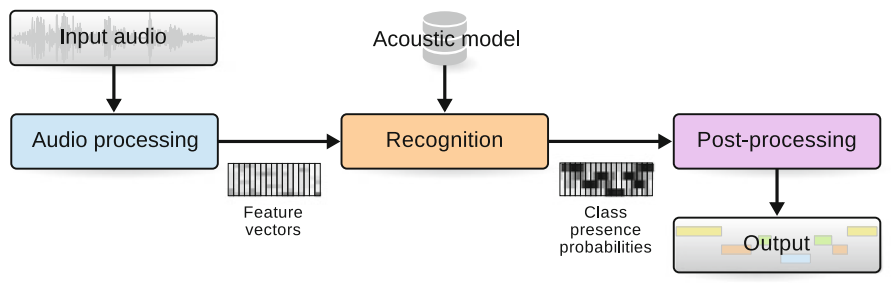 Input audio
Acoustic model
Audio processing
Recognition
Post-processing
Feature
vectors
Class
presence
probabilities
Output